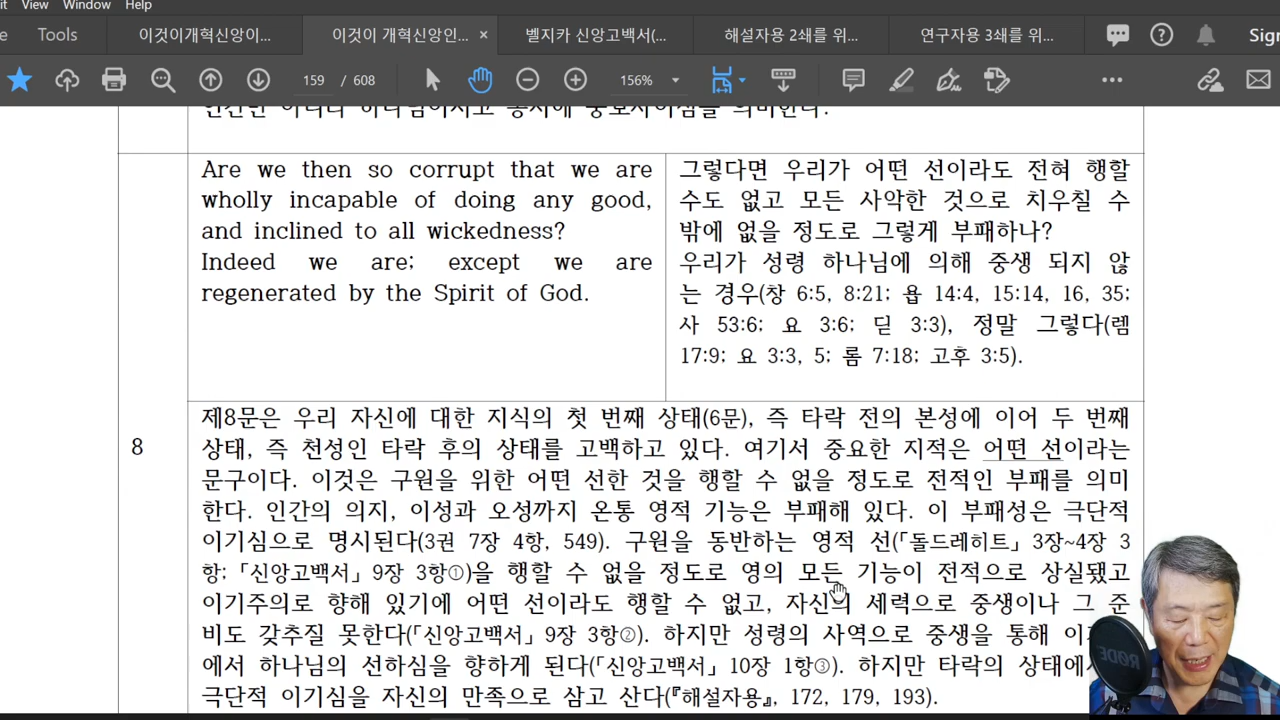 it View Window Help
e Tools 이것이개혁신앙이... 이것이 개혁신앙인... × 벨지카 신앙고백서(... 해설자용 2쇄를 위... 연구자용 3쇄를 위... Sign
159 / 608 156%
Are we then so corrupt that we are
wholly incapable of doing any good,
and inclined to all wickedness?
Indeed we are; except we are
regenerated by the Spirit of God.
그렇다면 우리가 어떤 선이라도 전혀 행할
수도 없고 모든 사악한 것으로 치우칠 수
밖에 없을 정도로 그렇게 부패하나?
우리가 성령 하나님에 의해 중생 되지 않
는 경우(창 6:5, 8:21; 욥 14:4, 15:14, 16, 35;
사 53:6; 요 3:6; 딛 3:3), 정말 그렇다(렘
17:9; 요 3:3, 5; 롬 7:18; 고후 3:5).
8
제8문은 우리 자신에 대한 지식의 첫 번째 상태(6문), 즉 타락 전의 본성에 이어 두 번째
상태, 즉 천성인 타락 후의 상태를 고백하고 있다. 여기서 중요한 지적은 어떤 선이라는
문구이다. 이것은 구원을 위한 어떤 선한 것을 행할 수 없을 정도로 전적인 부패를 의미
한다. 인간의 의지, 이성과 오성까지 온통 영적 기능은 부패해 있다. 이 부패성은 극단적
이기심으로 명시된다(3권 7장 4항, 549). 구원을 동반하는 영적 선(「돌드레히트」 3장~4장 3
항; 「신앙고백서」 9장 3항①)을 행할 수 없을 정도로 영의 모든 기능이 전적으로 상실됐고
이기주의로 향해 있기에 어떤 선이라도 행할 수 없고, 자신의 세력으로 중생이나 그 준
비도 갖추질 못한다(「신앙고백서」 9장 3항②). 하지만 성령의 사역으로 중생을 통해
에서 하나님의 선하심을 향하게 된다(「신앙고백서」 10장 1항③). 하지만 타락의 상태에
극단적 이기심을 자신의 만족으로 삼고 산다(『해설자용』, 172, 179, 193).
RØDE